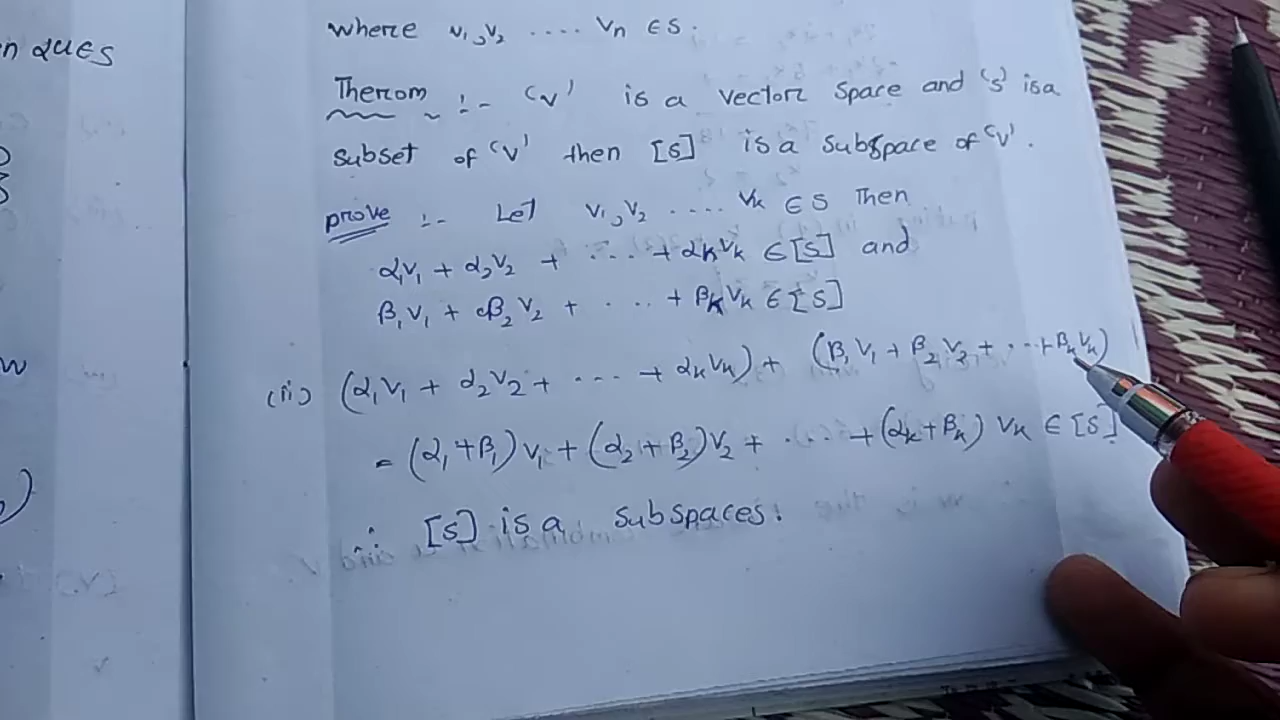 n ques
where v₁,v₂ .... vₙ ∈ S.
Therom :- 'V' is a vector space and 'S' is a
subset of 'V' then [S] is a subspace of 'V'.
prove :- Let v₁,v₂ .... vₖ ∈ S Then
α₁v₁ + α₂v₂ + ... + αₖvₖ ∈ [S] and
β₁v₁ + β₂v₂ + .... + βₖvₖ ∈ [S]
(ii) (α₁v₁ + α₂v₂ + ... + αₖvₖ) + (β₁v₁ + β₂v₂ + ...+ βₖvₖ)
= (α₁+β₁)v₁ + (α₂+β₂)v₂ + .... + (αₖ+βₖ) vₖ ∈ [S]
∴ [S] is a subspaces.